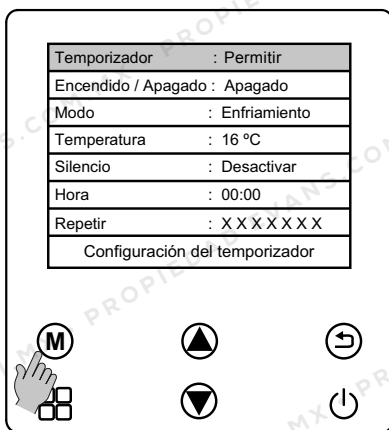 Temporizador : Permitir
Encendido / Apagado : Apagado
Modo : Enfriamiento
Temperatura : 16 ºC
Silencio : Desactivar
Hora : 00:00
Repetir : X X X X X X X
Configuración del temporizador
M